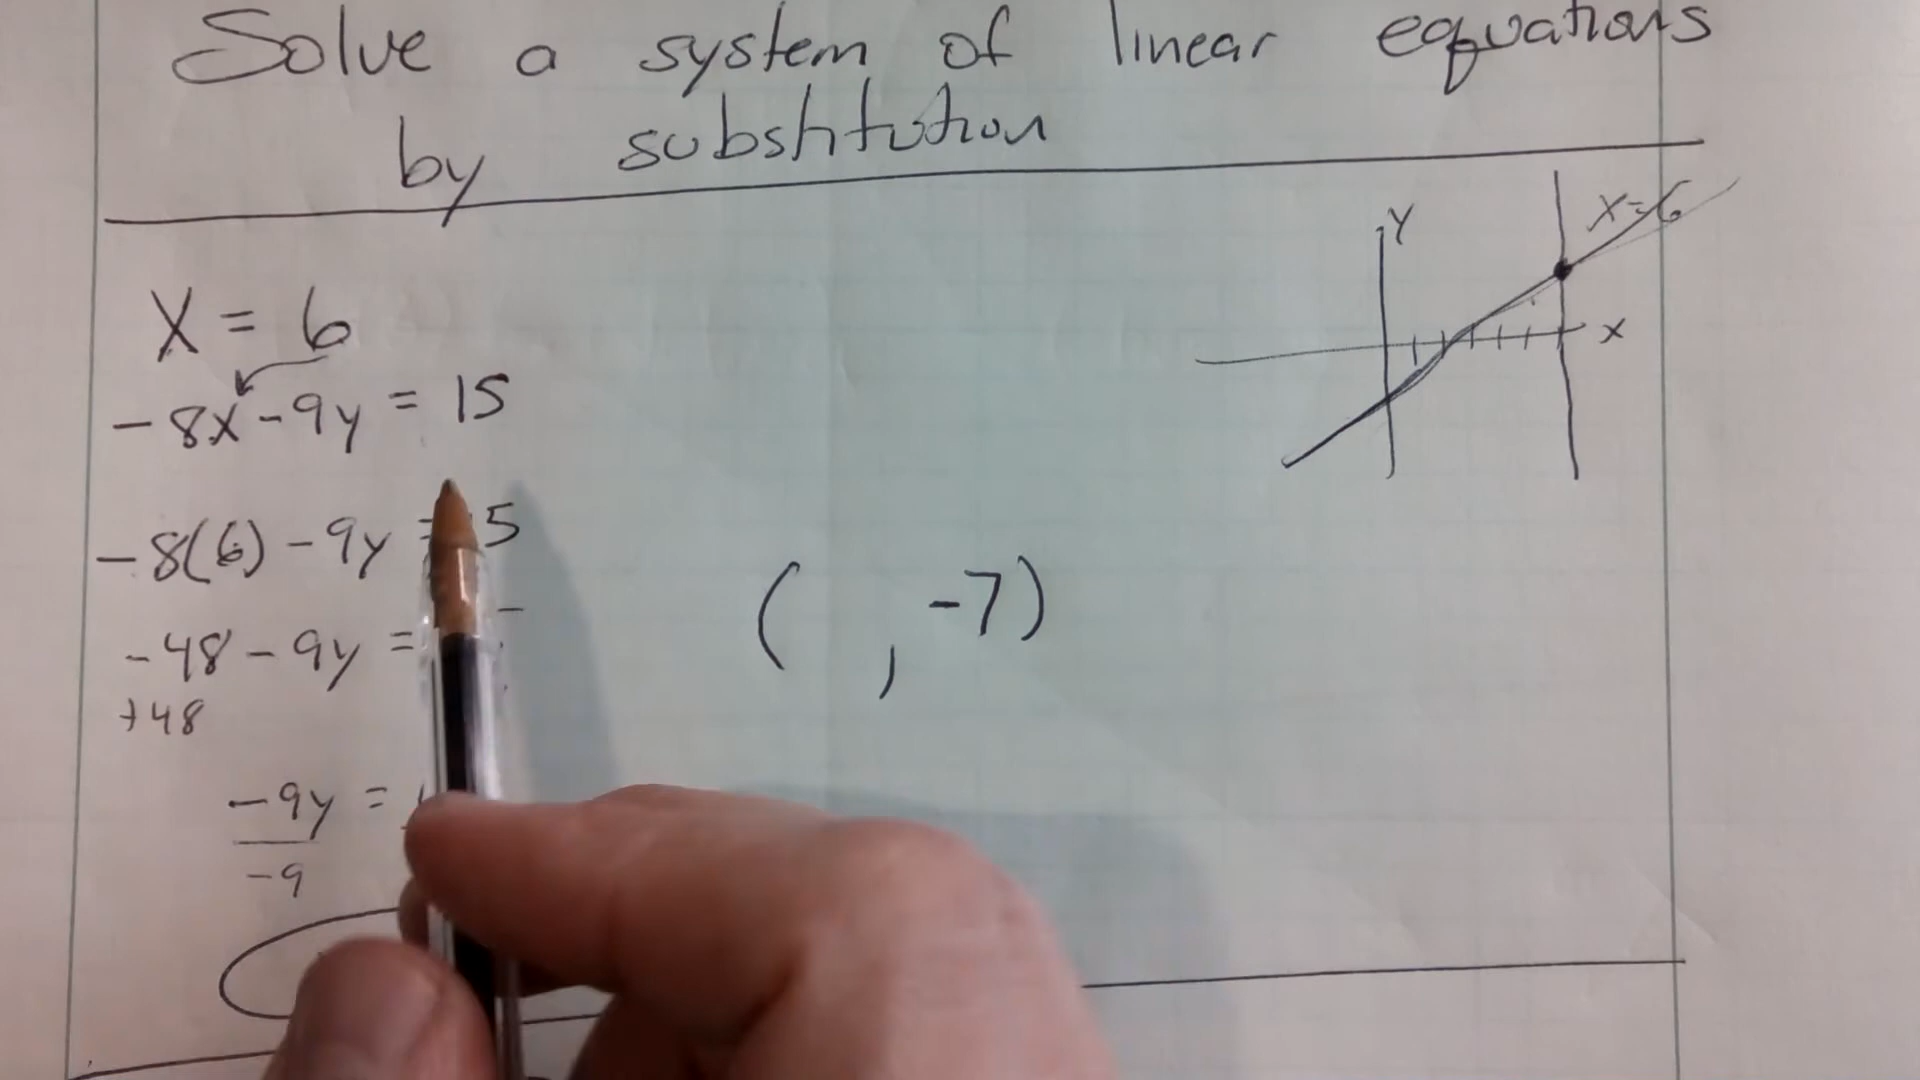 Solve a system of linear equations
by substitution
X = 6
-8x - 9y = 15
-8(6) - 9y = 15
-48 - 9y =
+48
-9y =
-9
( , -7)
Y
X=6
X